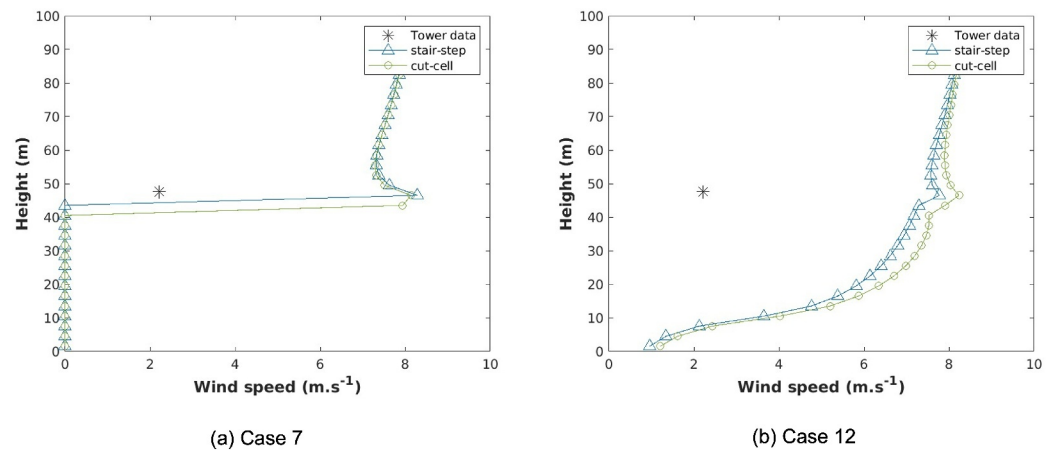 100
90
80
70
60
50
40
30
20
10
0
Height (m)
Tower data
stair-step
cut-cell
0 2 4 6 8 10
Wind speed (m.s-1)
(a) Case 7
100
90
80
70
60
50
40
30
20
10
0
Height (m)
Tower data
stair-step
cut-cell
0 2 4 6 8 10
Wind speed (m.s-1)
(b) Case 12